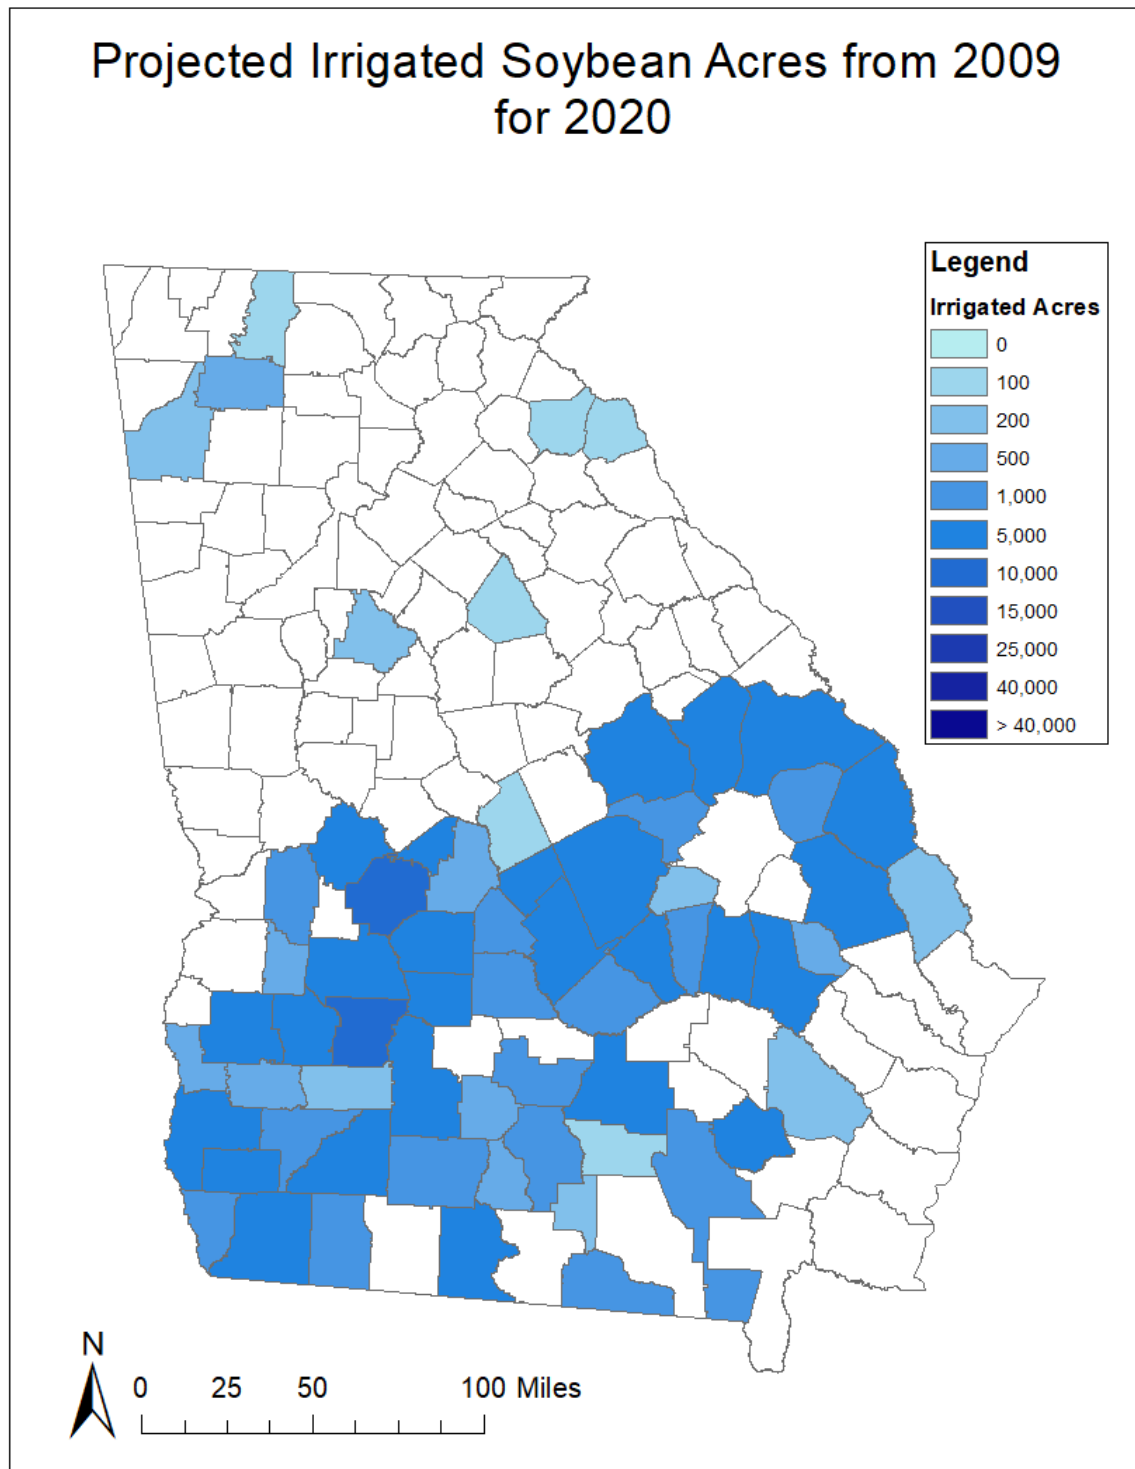 Projected Irrigated Soybean Acres from 2009
for 2020
Legend
Irrigated Acres
0
100
200
500
1,000
5,000
10,000
15,000
25,000
40,000
> 40,000
N
0 25 50 100 Miles